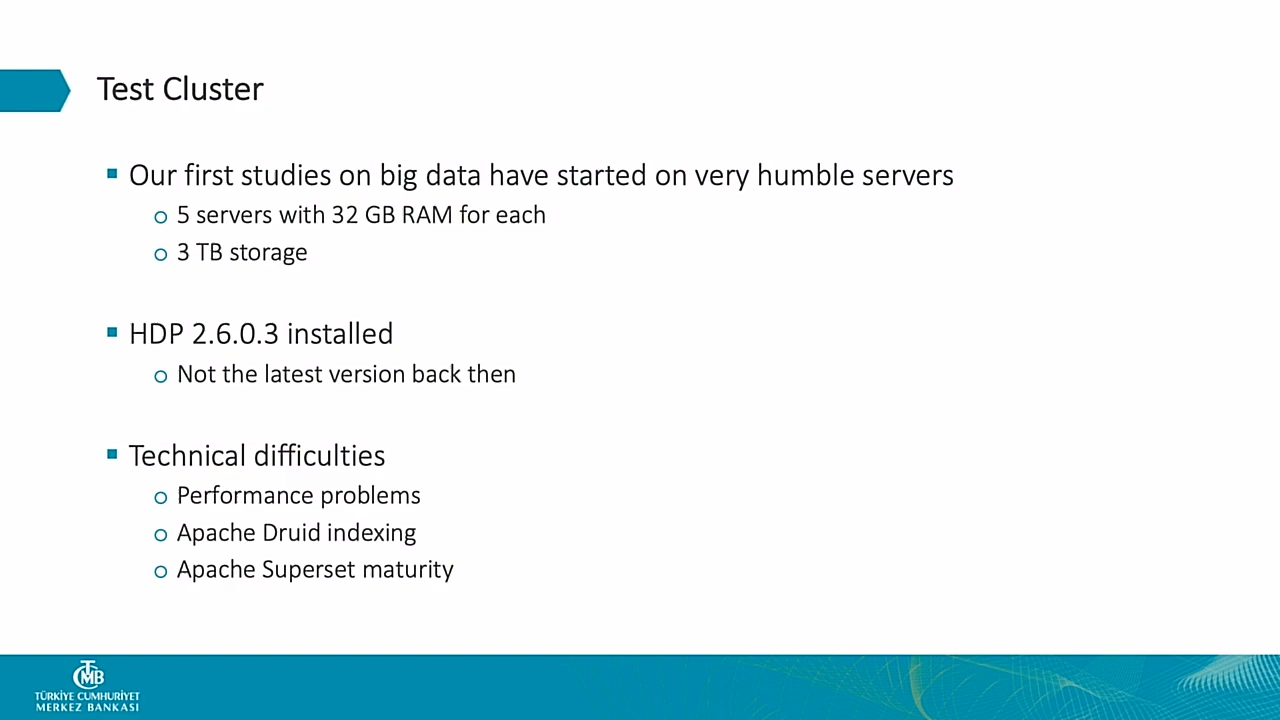 Test Cluster
Our first studies on big data have started on very humble servers
5 servers with 32 GB RAM for each
3 TB storage
HDP 2.6.0.3 installed
Not the latest version back then
Technical difficulties
Performance problems
Apache Druid indexing
Apache Superset maturity
TCMB
TÜRKİYE CUMHURİYET
MERKEZ BANKASI